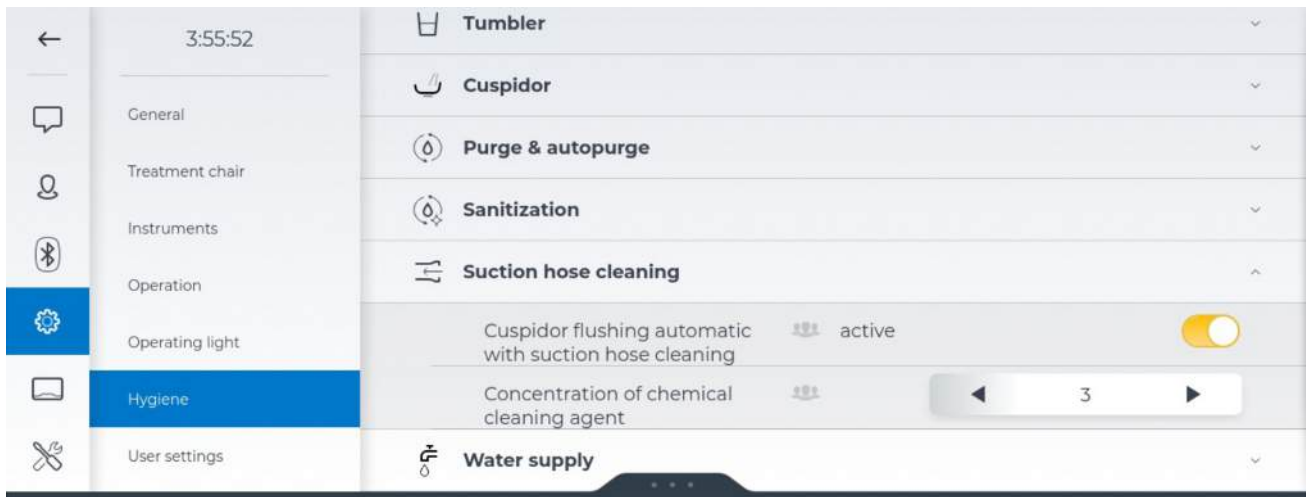 3:55:52
General
Treatment chair
Instruments
Operation
Operating light
Hygiene
User settings
Tumbler
Cuspidor
Purge & autopurge
Sanitization
Suction hose cleaning
Cuspidor flushing automatic
with suction hose cleaning
active
Concentration of chemical
cleaning agent
3
Water supply